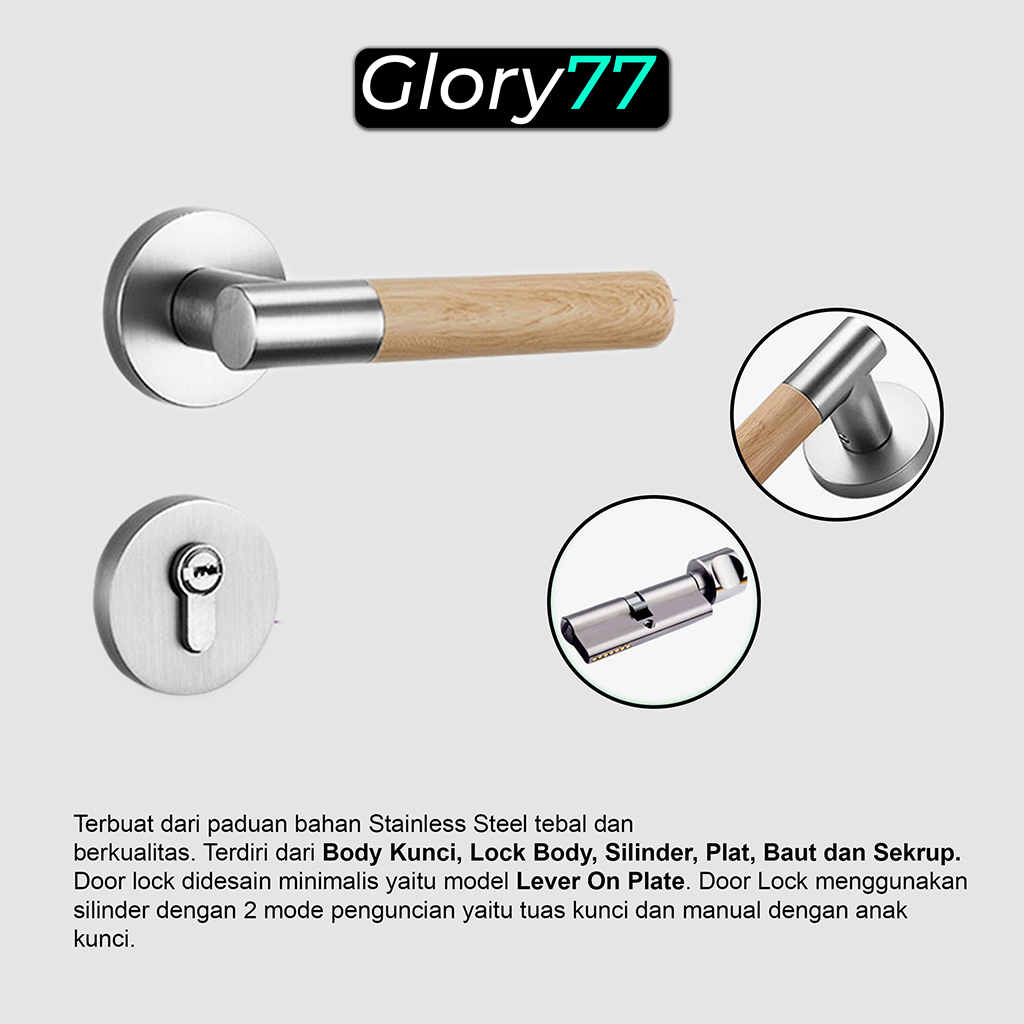 Glory77
Terbuat dari paduan bahan Stainless Steel tebal dan
berkualitas. Terdiri dari Body Kunci, Lock Body, Silinder, Plat, Baut dan Sekrup.
Door lock didesain minimalis yaitu model Lever On Plate. Door Lock menggunakan
silinder dengan 2 mode penguncian yaitu tuas kunci dan manual dengan anak
kunci.